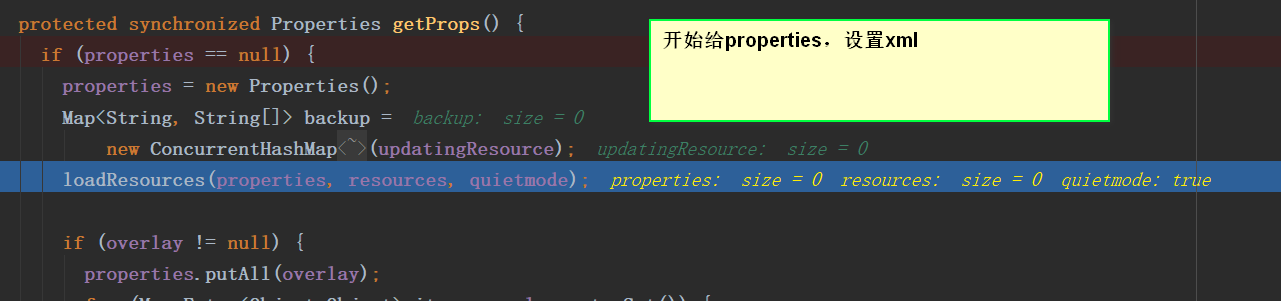 protected synchronized Properties getProps() {
开始给properties，设置xml
if (properties == null) {
properties = new Properties();
Map<String, String[]> backup = backup: size = 0
new ConcurrentHashMap<~>(updatingResource); updatingResource: size = 0
loadResources(properties, resources, quietmode); properties: size = 0 resources: size = 0 quietmode: true
if (overlay != null) {
properties.putAll(overlay);